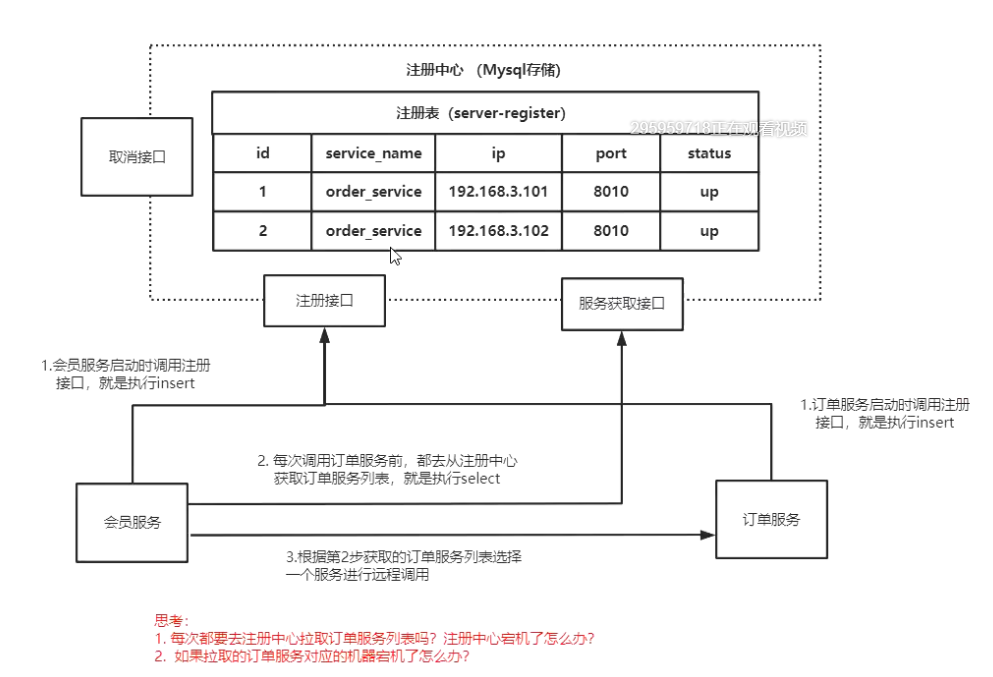 注册中心 （Mysql存储)
注册表（server-register）
295959718正在观看视频
取消接口
id service_name ip port status
1 order_service 192.168.3.101 8010 up
2 order_service 192.168.3.102 8010 up
注册接口
服务获取接口
1.会员服务启动时调用注册
接口，就是执行insert
1.订单服务启动时调用注册
接口，就是执行insert
2. 每次调用订单服务前，都去从注册中心
获取订单服务列表，就是执行select
会员服务
订单服务
3.根据第2步获取的订单服务列表选择
一个服务进行远程调用
思考：
1. 每次都要去注册中心拉取订单服务列表吗？注册中心宕机了怎么办？
2. 如果拉取的订单服务对应的机器宕机了怎么办？